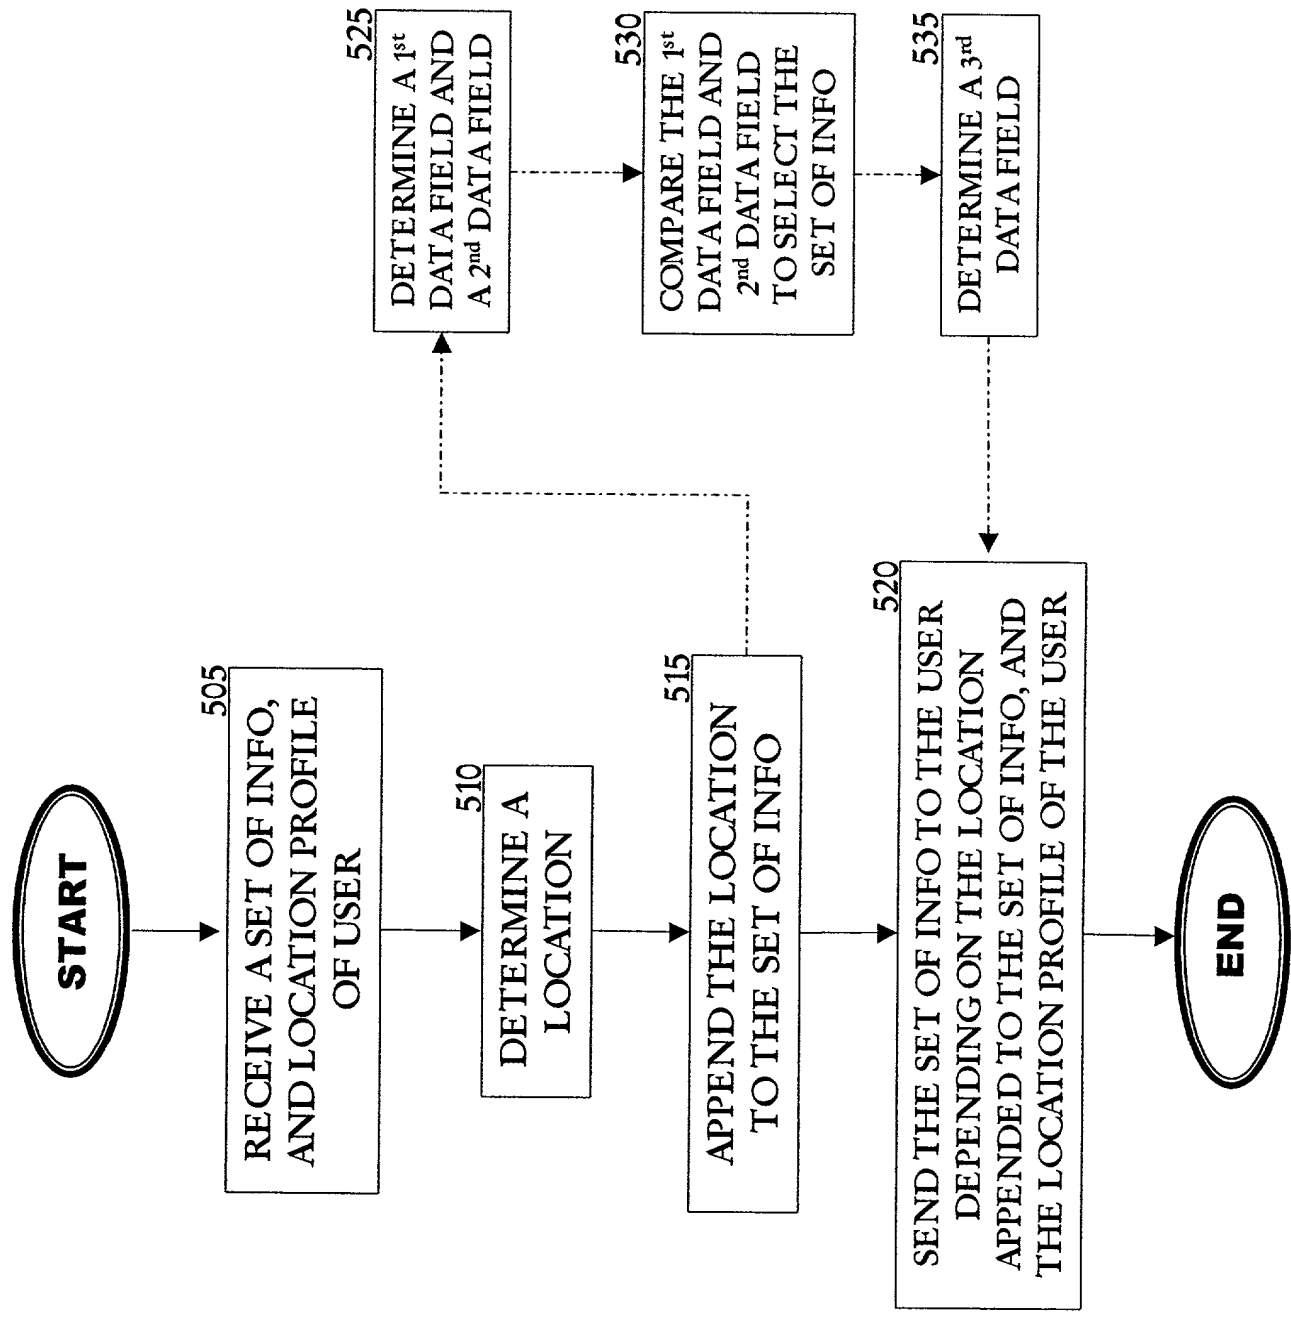 START
505
RECEIVE A SET OF INFO,
AND LOCATION PROFILE
OF USER
510
DETERMINE A
LOCATION
515
APPEND THE LOCATION
TO THE SET OF INFO
520
SEND THE SET OF INFO TO THE USER
DEPENDING ON THE LOCATION
APPENDED TO THE SET OF INFO, AND
THE LOCATION PROFILE OF THE USER
END
525
DETERMINE A 1st
DATA FIELD AND
A 2nd DATA FIELD
530
COMPARE THE 1st
DATA FIELD AND
2nd DATA FIELD
TO SELECT THE
SET OF INFO
535
DETERMINE A 3rd
DATA FIELD